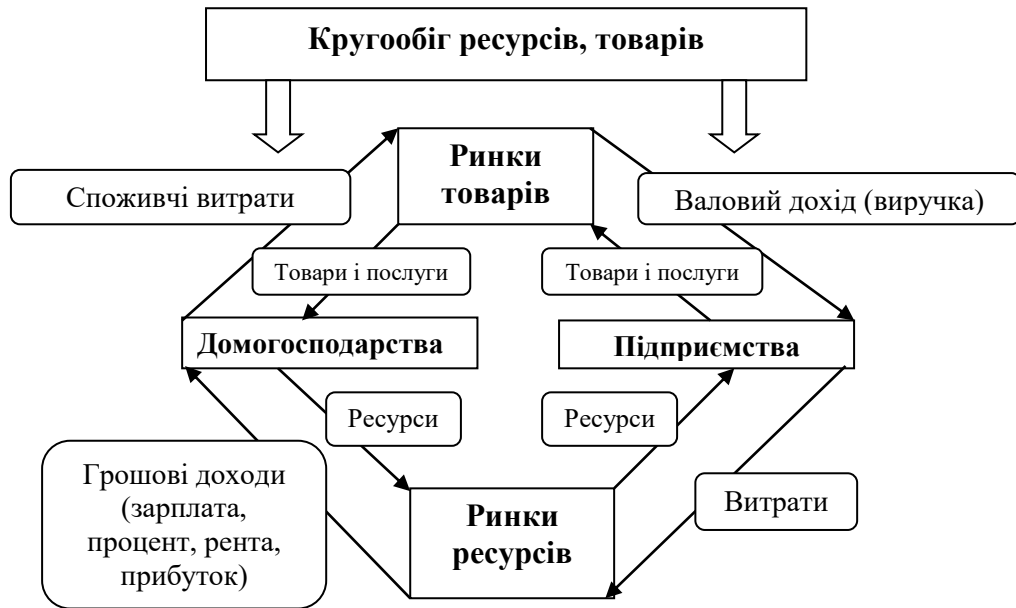 Кругообіг ресурсів, товарів
Ринки
товарів
Споживчі витрати
Валовий дохід (виручка)
Товари і послуги
Товари і послуги
Домогосподарства
Підприємства
Ресурси
Ресурси
Грошові доходи
(зарплата,
процент, рента,
прибуток)
Ринки
ресурсів
Витрати